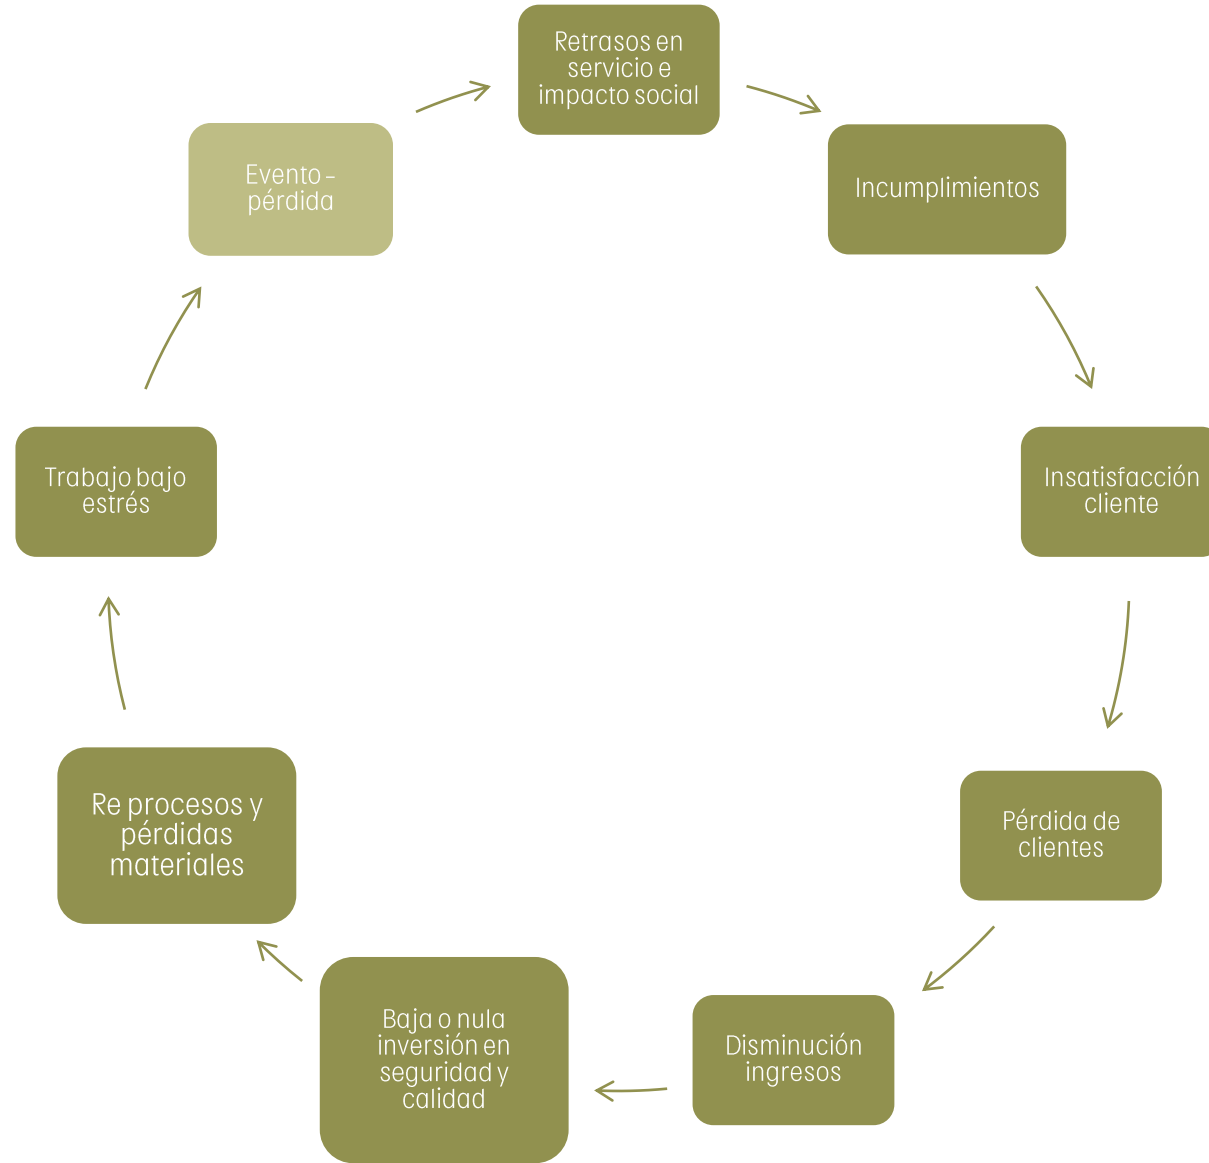 Retrasos en
servicio e
impacto social
Incumplimientos
Insatisfacción
cliente
Pérdida de
clientes
Disminución
ingresos
Baja o nula
inversión en
seguridad y
calidad
Re procesos y
pérdidas
materiales
Trabajo bajo
estrés
Evento –
pérdida